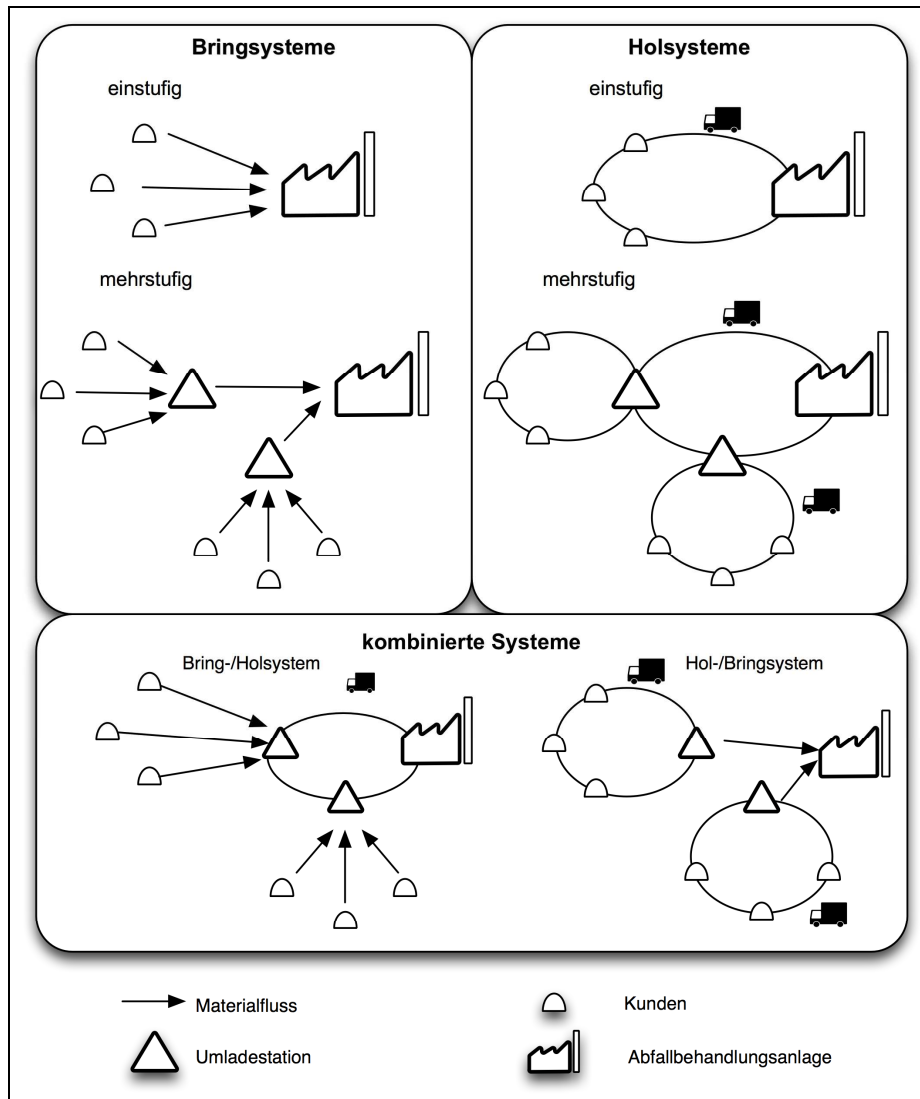 Bringsysteme
einstufig
mehrstufig
Holsysteme
einstufig
mehrstufig
kombinierte Systeme
Bring-/Holsystem
Hol-/Bringsystem
Materialfluss
Kunden
Umladestation
Abfallbehandlungsanlage